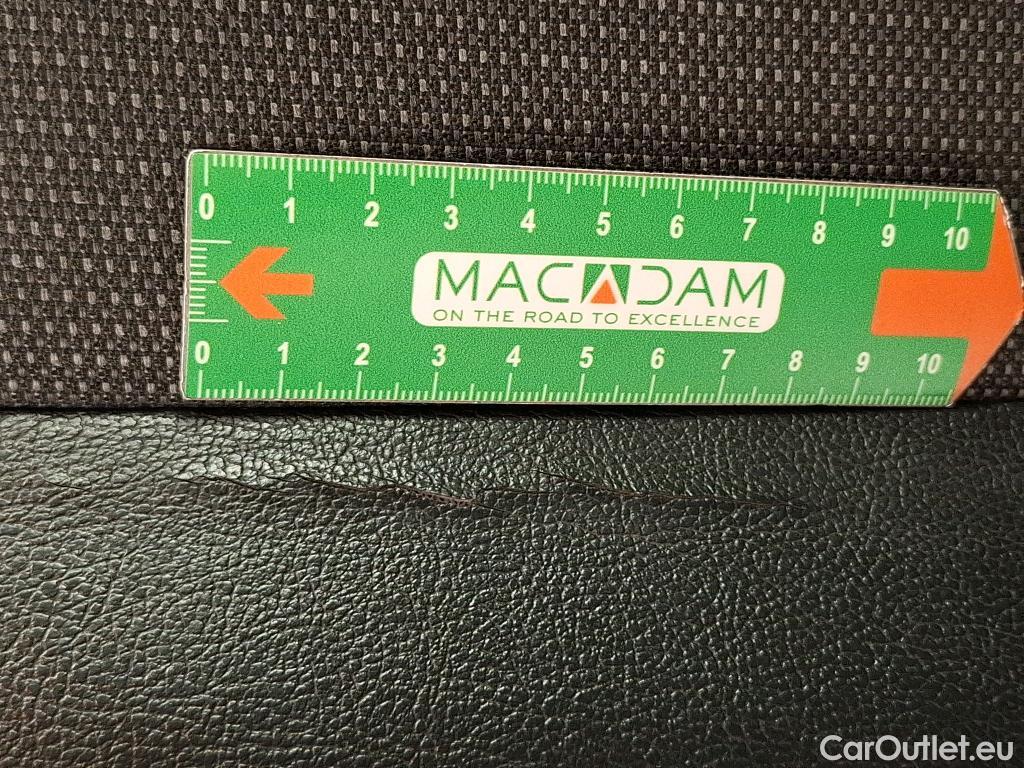 0 1 2 3 4 5 6 7 8 9 10
MACADAM
ON THE ROAD TO EXCELLENCE
0 1 2 3 4 5 6 7 8 9 10
CarOutlet.eu